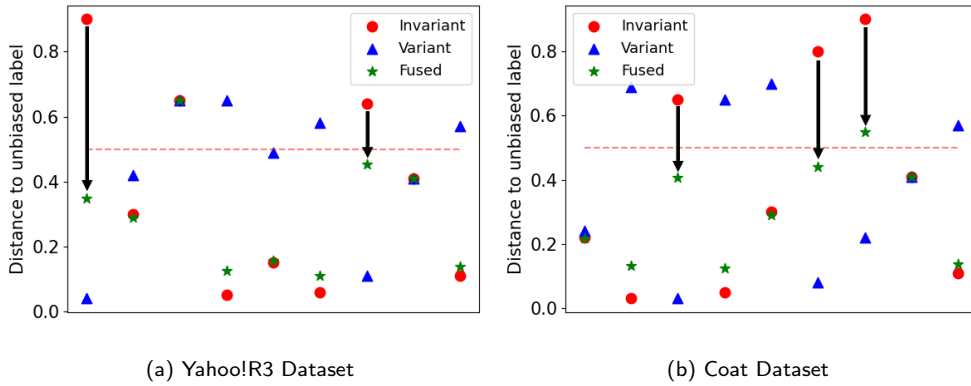 Distance to unbiased label
0.8
0.6
0.4
0.2
0.0
Invariant
Variant
Fused
(a) Yahoo!R3 Dataset
Distance to unbiased label
0.8
0.6
0.4
0.2
0.0
Invariant
Variant
Fused
(b) Coat Dataset